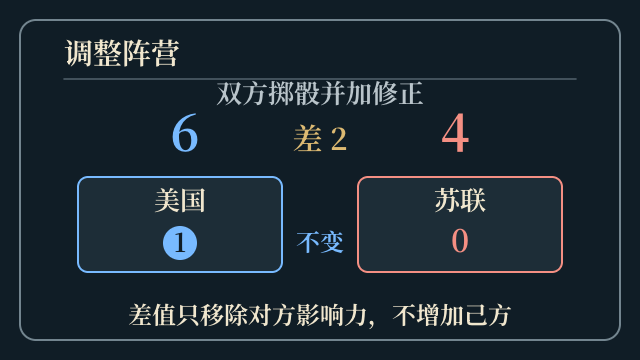 调整阵营
双方掷骰并加修正
6 差 2 4
美国 苏联
1 不变 0
差值只移除对方影响力，不增加己方